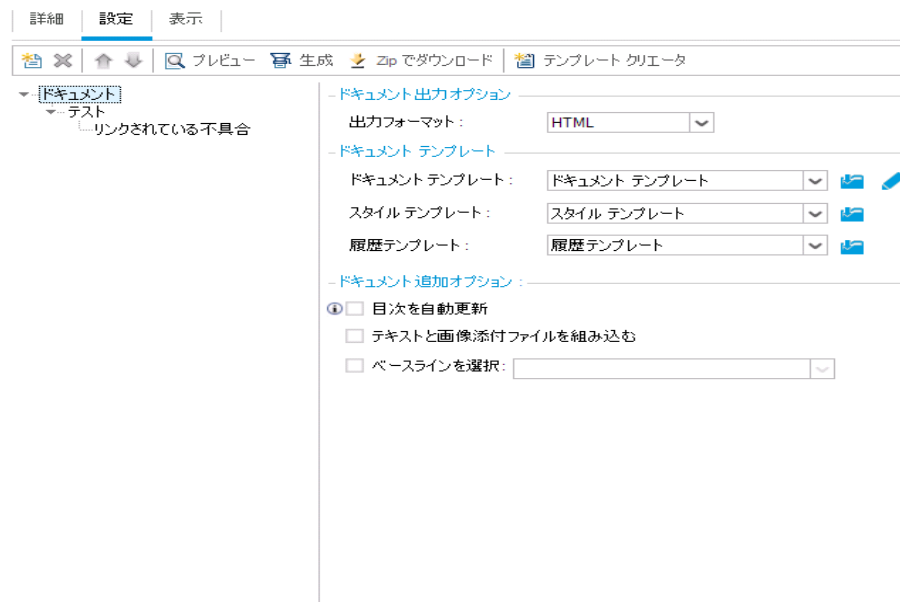 詳細 設定 表示
プレビュー 生成 Zip でダウンロード テンプレート クリエータ
ドキュメント
テスト
リンクされている不具合
ドキュメント出力オプション
出力フォーマット: HTML
ドキュメント テンプレート
ドキュメント テンプレート: ドキュメント テンプレート
スタイル テンプレート: スタイル テンプレート
履歴テンプレート: 履歴テンプレート
ドキュメント追加オプション:
目次を自動更新
テキストと画像添付ファイルを組み込む
ベースラインを選択: